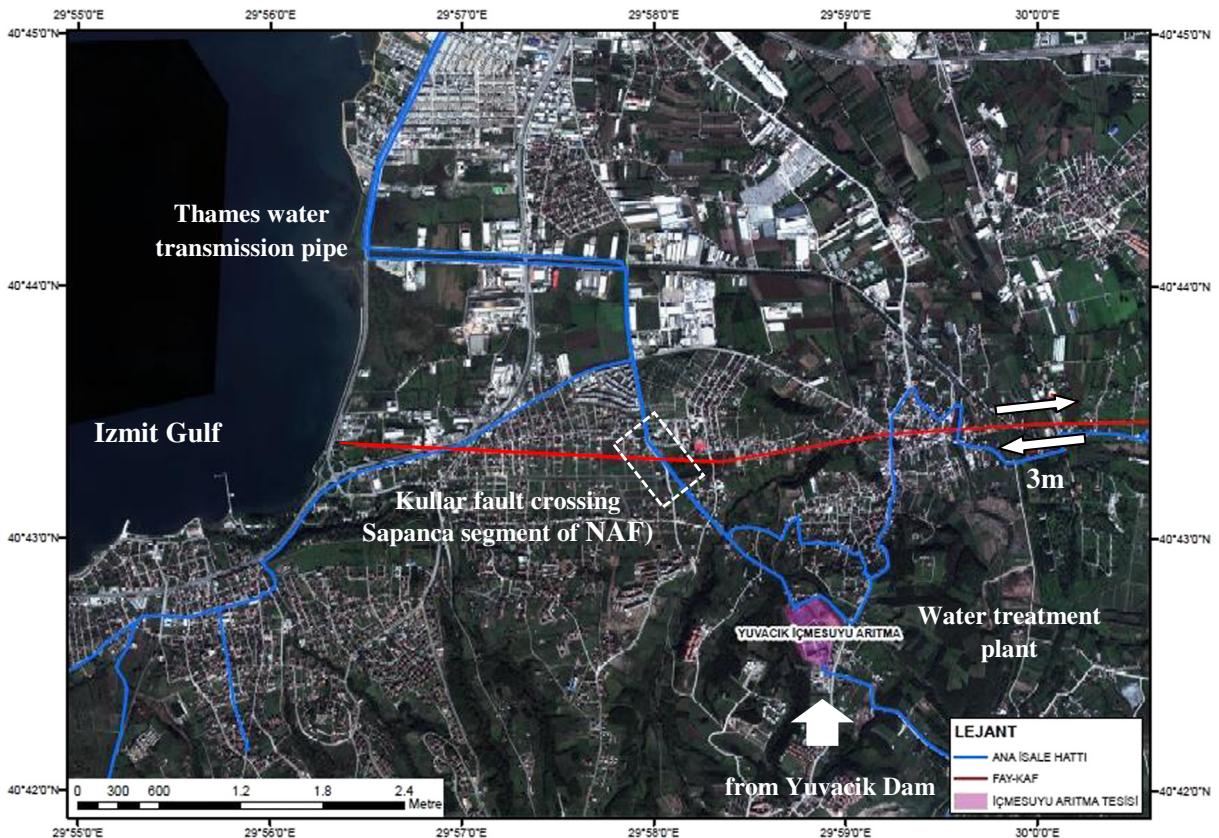 29°55'0"E 29°56'0"E 29°57'0"E 29°58'0"E 29°59'0"E 30°0'0"E
40°45'0"N 40°45'0"N
Thames water
transmission pipe
40°44'0"N 40°44'0"N
Izmit Gulf
Kullar fault crossing
Sapanca segment of NAF)
3m
40°43'0"N 40°43'0"N
Water treatment
plant
YUVACIK İÇMESUYU ARITMA
from Yuvacik Dam
LEJANT
ANA İSALE HATTI
FAY-KAF
İÇMESUYU ARITMA TESİSİ
0 300 600 1.2 1.8 2.4
Metre
40°42'0"N 40°42'0"N
29°55'0"E 29°56'0"E 29°57'0"E 29°58'0"E 29°59'0"E 30°0'0"E